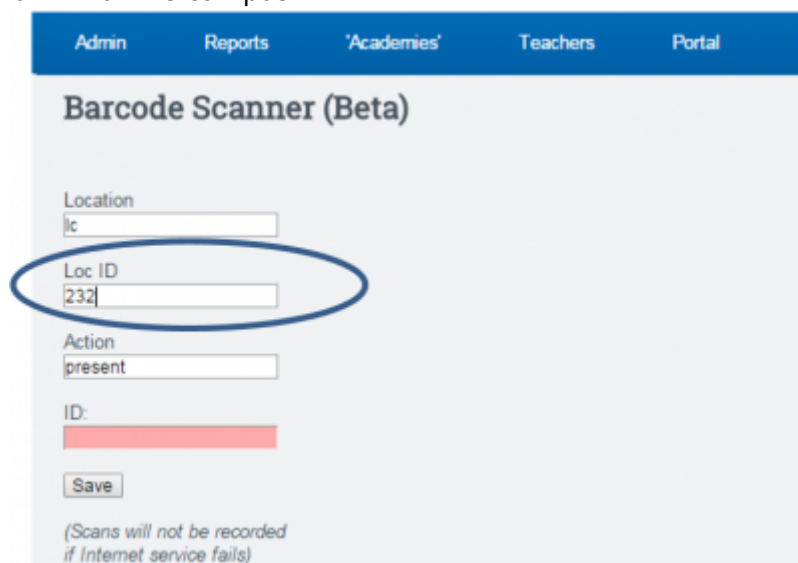 Admin Reports 'Academies' Teachers Portal
Barcode Scanner (Beta)
Location
lc
Loc ID
232
Action
present
ID:
Save
(Scans will not be recorded
if Internet service fails)